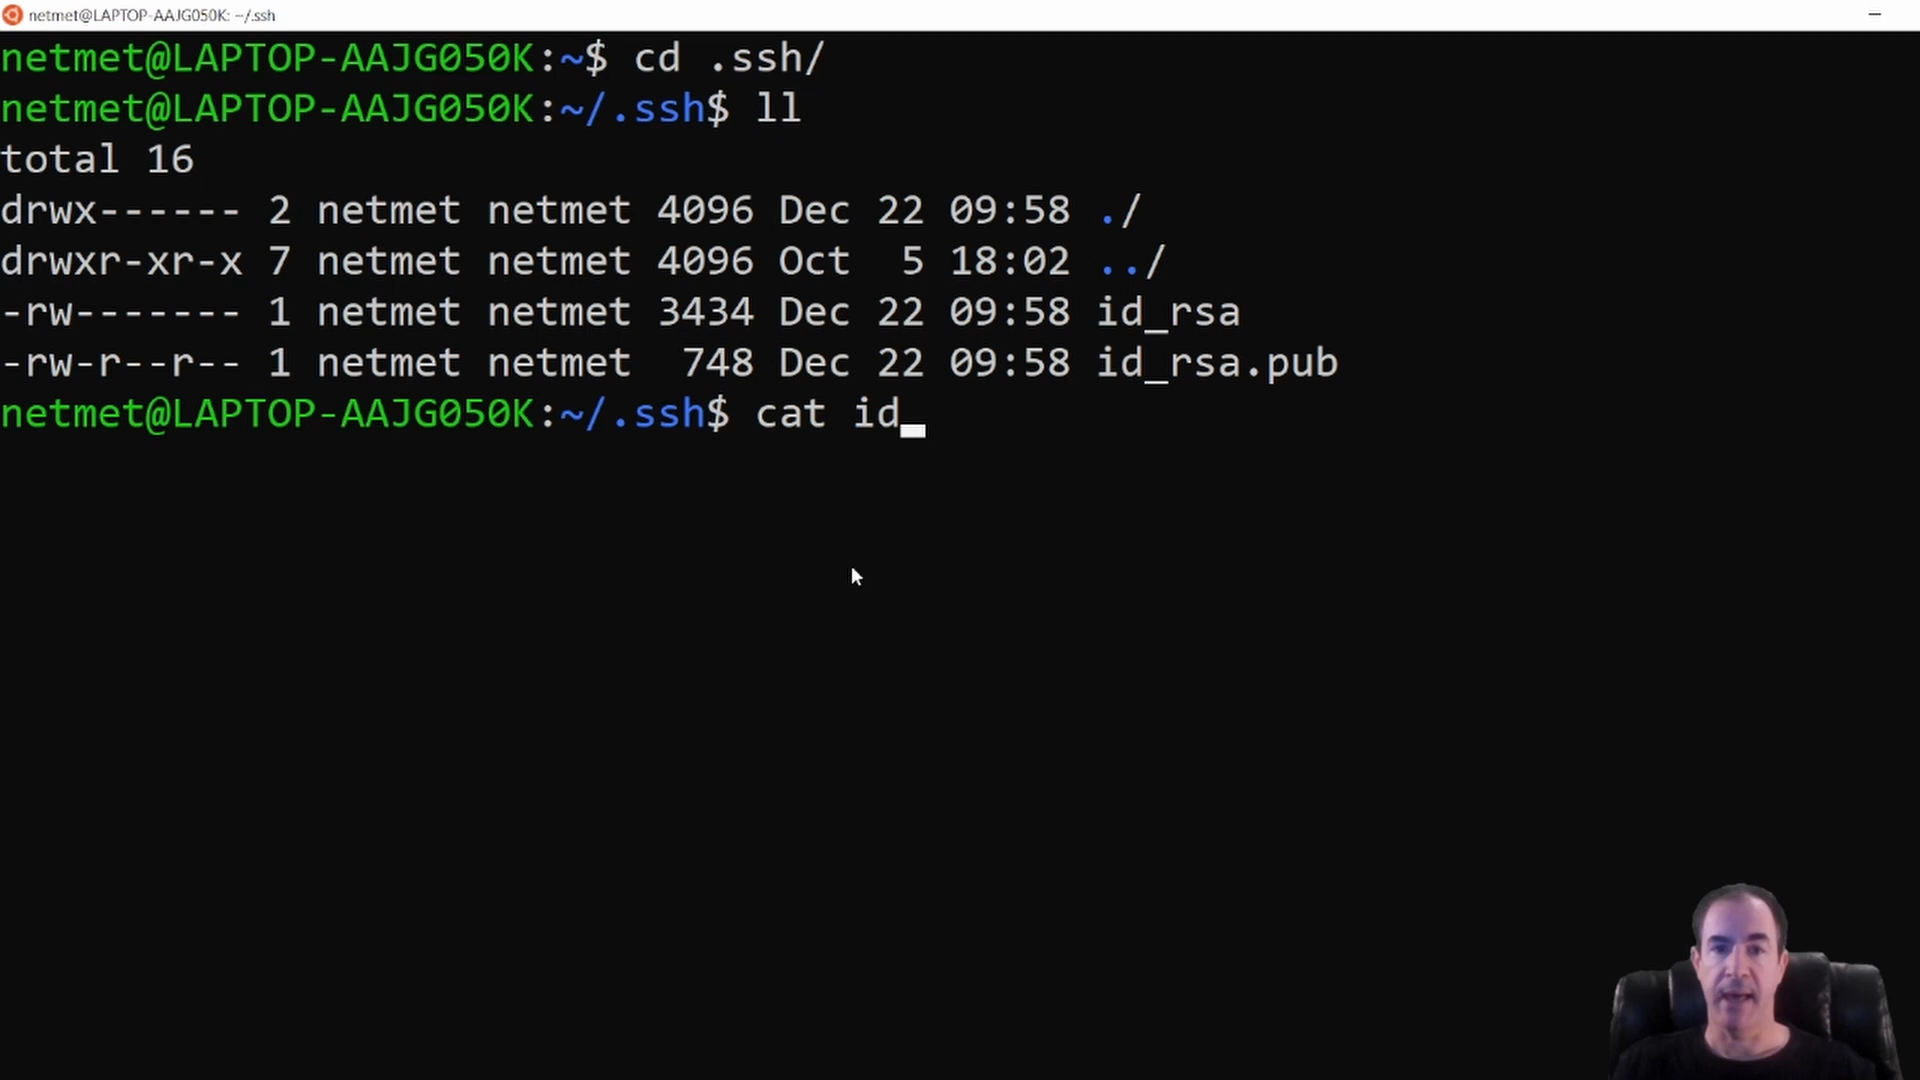 netmet@LAPTOP-AAJG050K: ~/.ssh
netmet@LAPTOP-AAJG050K:~$ cd .ssh/
netmet@LAPTOP-AAJG050K:~/.ssh$ ll
total 16
drwx------ 2 netmet netmet 4096 Dec 22 09:58 ./
drwxr-xr-x 7 netmet netmet 4096 Oct  5 18:02 ../
-rw------- 1 netmet netmet 3434 Dec 22 09:58 id_rsa
-rw-r--r-- 1 netmet netmet  748 Dec 22 09:58 id_rsa.pub
netmet@LAPTOP-AAJG050K:~/.ssh$ cat id